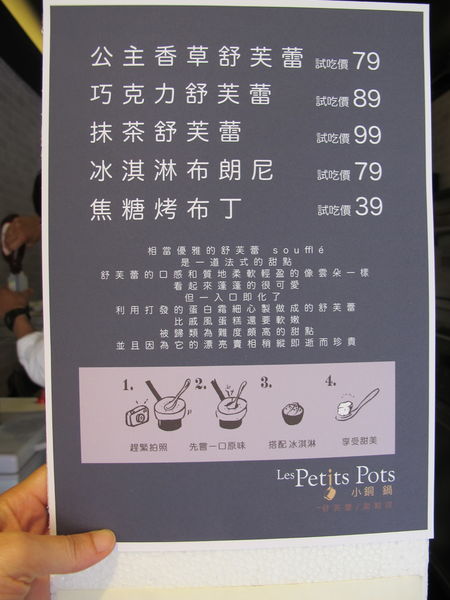 公主香草舒芙蕾 試吃價 79
巧克力舒芙蕾 試吃價 89
抹茶舒芙蕾 試吃價 99
冰淇淋布朗尼 試吃價 79
焦糖烤布丁 試吃價 39
相當優雅的舒芙蕾 soufflé
是一道法式的甜點
舒芙蕾的口感和質地柔軟輕盈的像雲朵一樣
看起來蓬蓬的很可愛
但一入口即化了
利用打發的蛋白霜細心製做成的舒芙蕾
比戚風蛋糕還要軟嫩
被歸類為難度頗高的甜點
並且因為它的漂亮賣相稍縱即逝而珍貴
1. 2. 3. 4.
趕緊拍照 先嘗一口原味 搭配冰淇淋 享受甜美
Les Petits Pots
小銅鍋